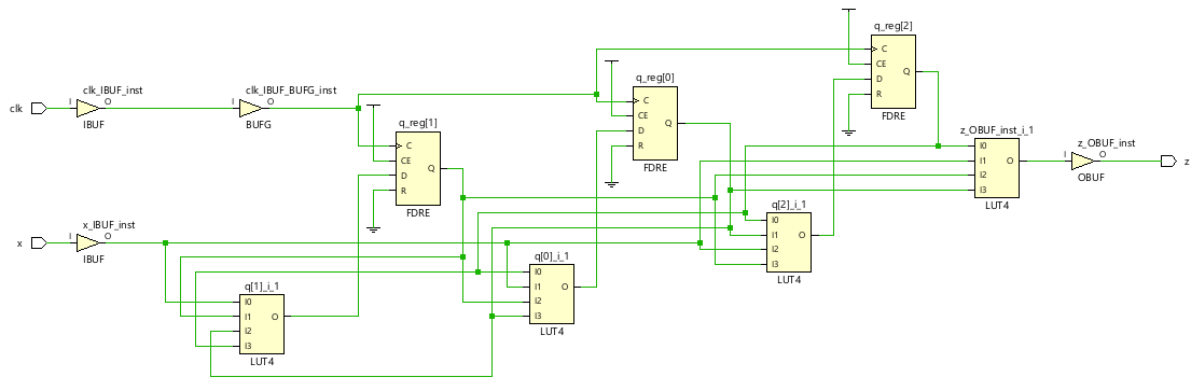 q_reg[2]
C
CE
D
R
Q
FDRE
q_reg[0]
C
CE
D
R
Q
FDRE
clk_IBUF_inst
clk
I
O
IBUF
clk_IBUF_BUFG_inst
I
O
BUFG
q_reg[1]
C
CE
D
R
Q
FDRE
z_OBUF_inst_i_1
I0
I1
I2
I3
O
LUT4
z_OBUF_inst
I
O
OBUF
z
x_IBUF_inst
x
I
O
IBUF
q[2]_i_1
I0
I1
I2
I3
O
LUT4
q[0]_i_1
I0
I1
I2
I3
O
LUT4
q[1]_i_1
I0
I1
I2
I3
O
LUT4